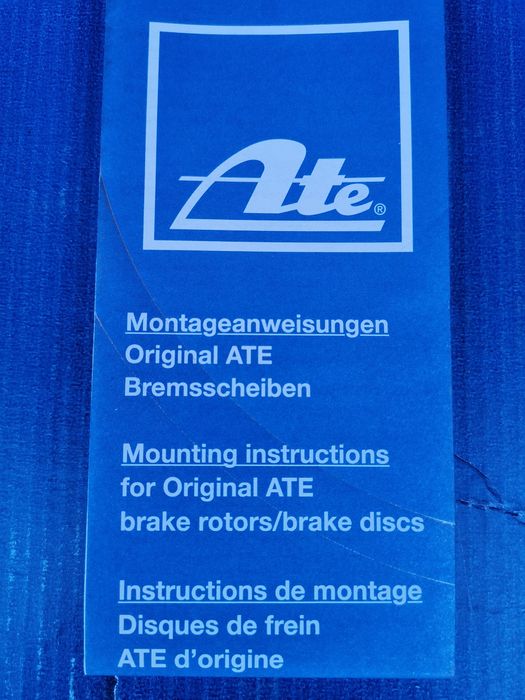 Ate®
Montageanweisungen
Original ATE
Bremsscheiben
Mounting instructions
for Original ATE
brake rotors/brake discs
Instructions de montage
Disques de frein
ATE d'origine